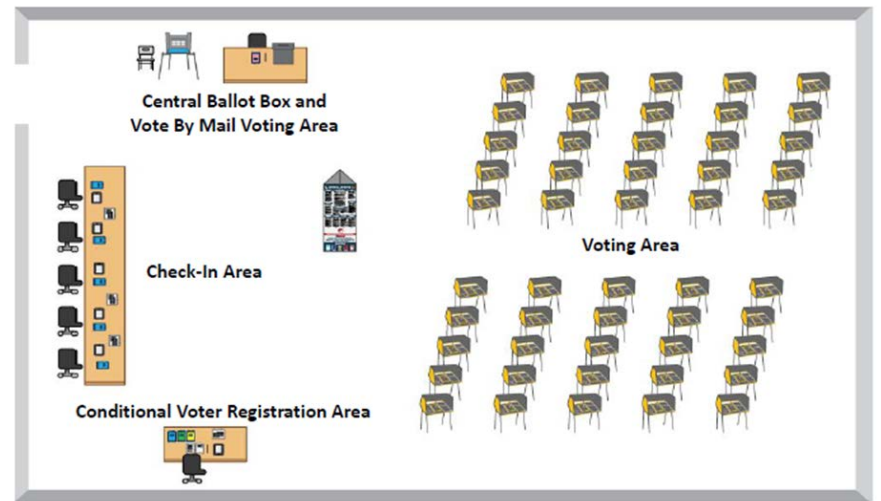 Central Ballot Box and
Vote By Mail Voting Area
Check-In Area
Voting Area
Conditional Voter Registration Area